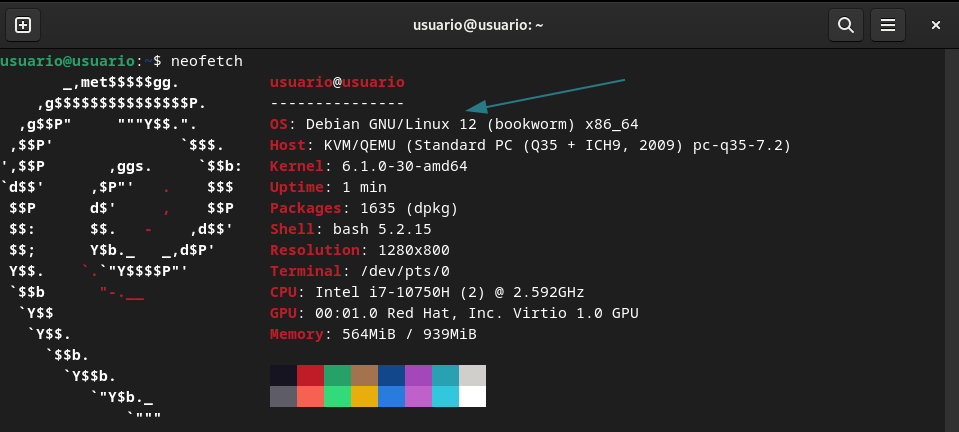 usuario@usuario: ~
usuario@usuario:~$ neofetch
       _,met$$$$$gg.          usuario@usuario
    ,g$$$$$$$$$$$$$$$P.       ---------------
  ,g$$P"     """Y$$.".        OS: Debian GNU/Linux 12 (bookworm) x86_64
 ,$$P'              `$$$.     Host: KVM/QEMU (Standard PC (Q35 + ICH9, 2009) pc-q35-7.2)
',$$P       ,ggs.     `$$b:   Kernel: 6.1.0-30-amd64
`d$$'     ,$P"'   .    $$$    Uptime: 1 min
 $$P      d$'     ,    $$P    Packages: 1635 (dpkg)
 $$:      $$.   -    ,d$$'    Shell: bash 5.2.15
 $$;      Y$b._   _,d$P'      Resolution: 1280x800
 Y$$.    `.`"Y$$$$P"'         Terminal: /dev/pts/0
 `$$b      "-.__              CPU: Intel i7-10750H (2) @ 2.592GHz
  `Y$$                        GPU: 00:01.0 Red Hat, Inc. Virtio 1.0 GPU
   `Y$$.                      Memory: 564MiB / 939MiB
     `$$b.
       `Y$$b.
          `"Y$b._
              `"""